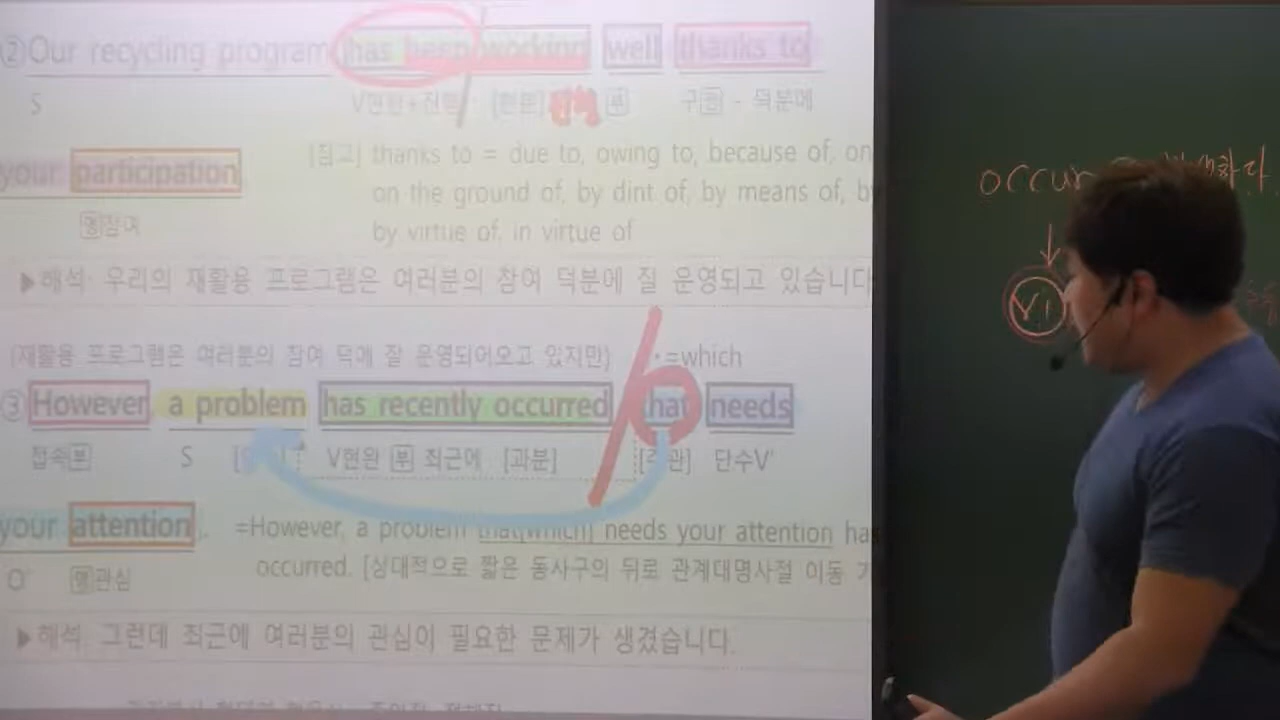 ②Our recycling program has been working well thanks to
S V현완+진행 [현분] 부 구전 - 덕분에
your participation
명참여
[참고] thanks to = due to, owing to, because of, on
on the ground of, by dint of, by means of, by
by virtue of, in virtue of
▶해석: 우리의 재활용 프로그램은 여러분의 참여 덕분에 잘 운영되고 있습니다
(재활용 프로그램은 여러분의 참여 덕에 잘 운영되어오고 있지만) =which
③ However a problem has recently occurred that needs
접속부 S V현완 부 최근에 [과분] [주관] 단수V'
your attention.
O' 명관심
=However, a problem that[which] needs your attention has
occurred. [상대적으로 짧은 동사구의 뒤로 관계대명사절 이동
▶해석: 그런데 최근에 여러분의 관심이 필요한 문제가 생겼습니다.
occur